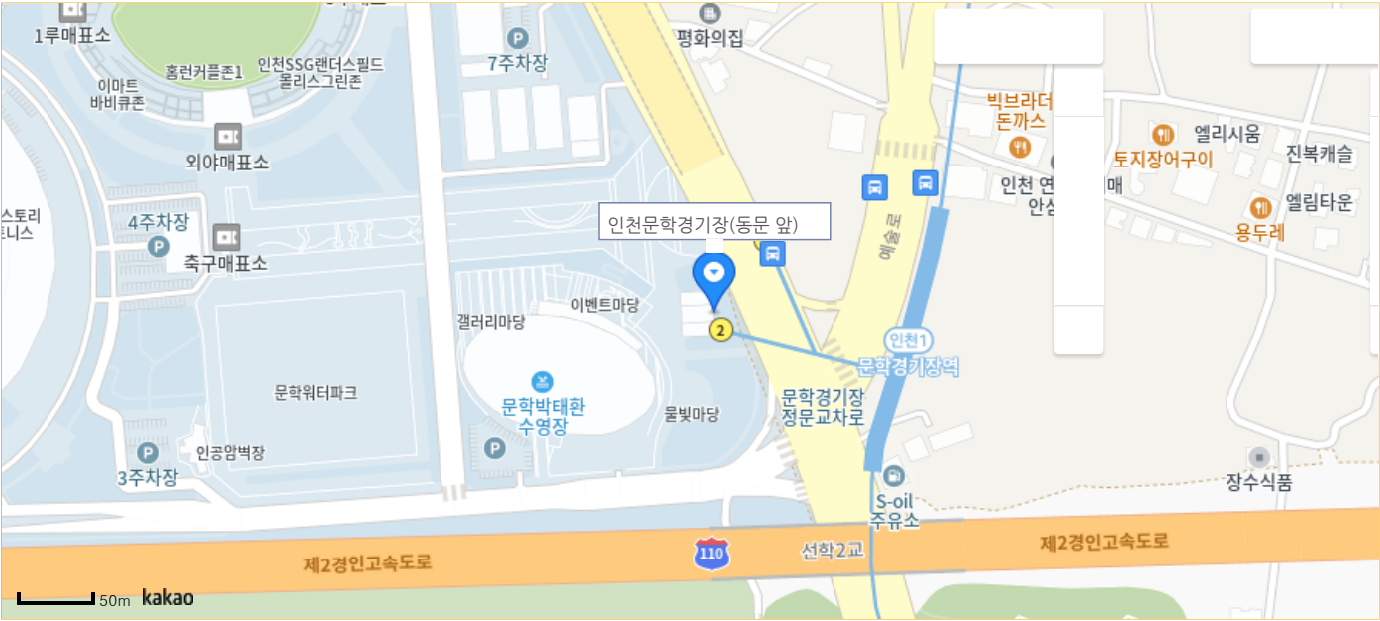 1루매표소
평화의집
7주차장
홈런커플존1
인천SSG랜더스필드
몰리스그린존
이마트
바비큐존
외야매표소
빅브라더
돈까스
토지장어구이
엘리시움
진복캐슬
인천 연
매
엘림타운
용두레
4주차장
축구매표소
인천문학경기장(동문 앞)
예술로
갤러리마당
이벤트마당
2
인천1
문학경기장역
문학워터파크
문학박태환
수영장
물빛마당
문학경기장
정문교차로
인공암벽장
3주차장
장수식품
S-oil
주유소
제2경인고속도로
110
선학2교
제2경인고속도로
50m
kakao